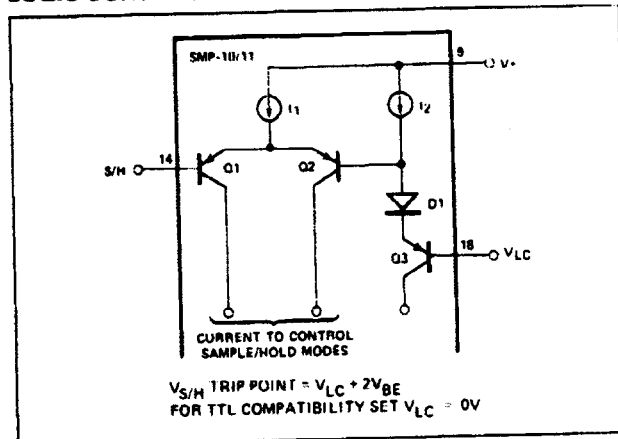 SMP-10/11
9
V+
I1
I2
14
S/H
Q1
Q2
D1
18
Q3
VLC
CURRENT TO CONTROL
SAMPLE/HOLD MODES
VS/H TRIP POINT = VLC + 2VBE
FOR TTL COMPATIBILITY SET VLC = 0V